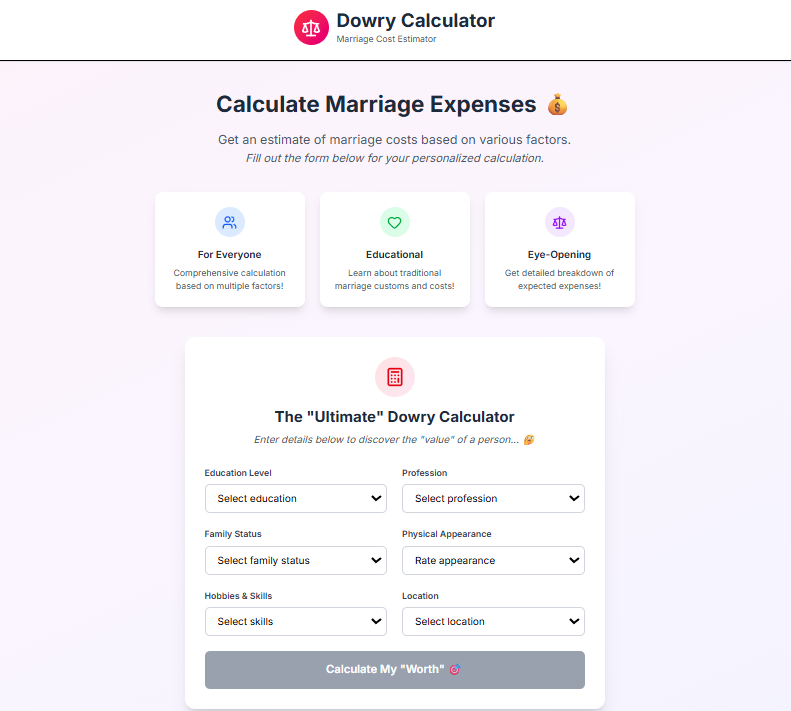 Dowry Calculator
Marriage Cost Estimator
Calculate Marriage Expenses 💰
Get an estimate of marriage costs based on various factors.
Fill out the form below for your personalized calculation.
For Everyone
Comprehensive calculation
based on multiple factors!
Educational
Learn about traditional
marriage customs and costs!
Eye-Opening
Get detailed breakdown of
expected expenses!
The "Ultimate" Dowry Calculator
Enter details below to discover the "value" of a person...
Education Level
Profession
Select education
Select profession
Family Status
Physical Appearance
Select family status
Rate appearance
Hobbies & Skills
Location
Select skills
Select location
Calculate My "Worth" 🎯